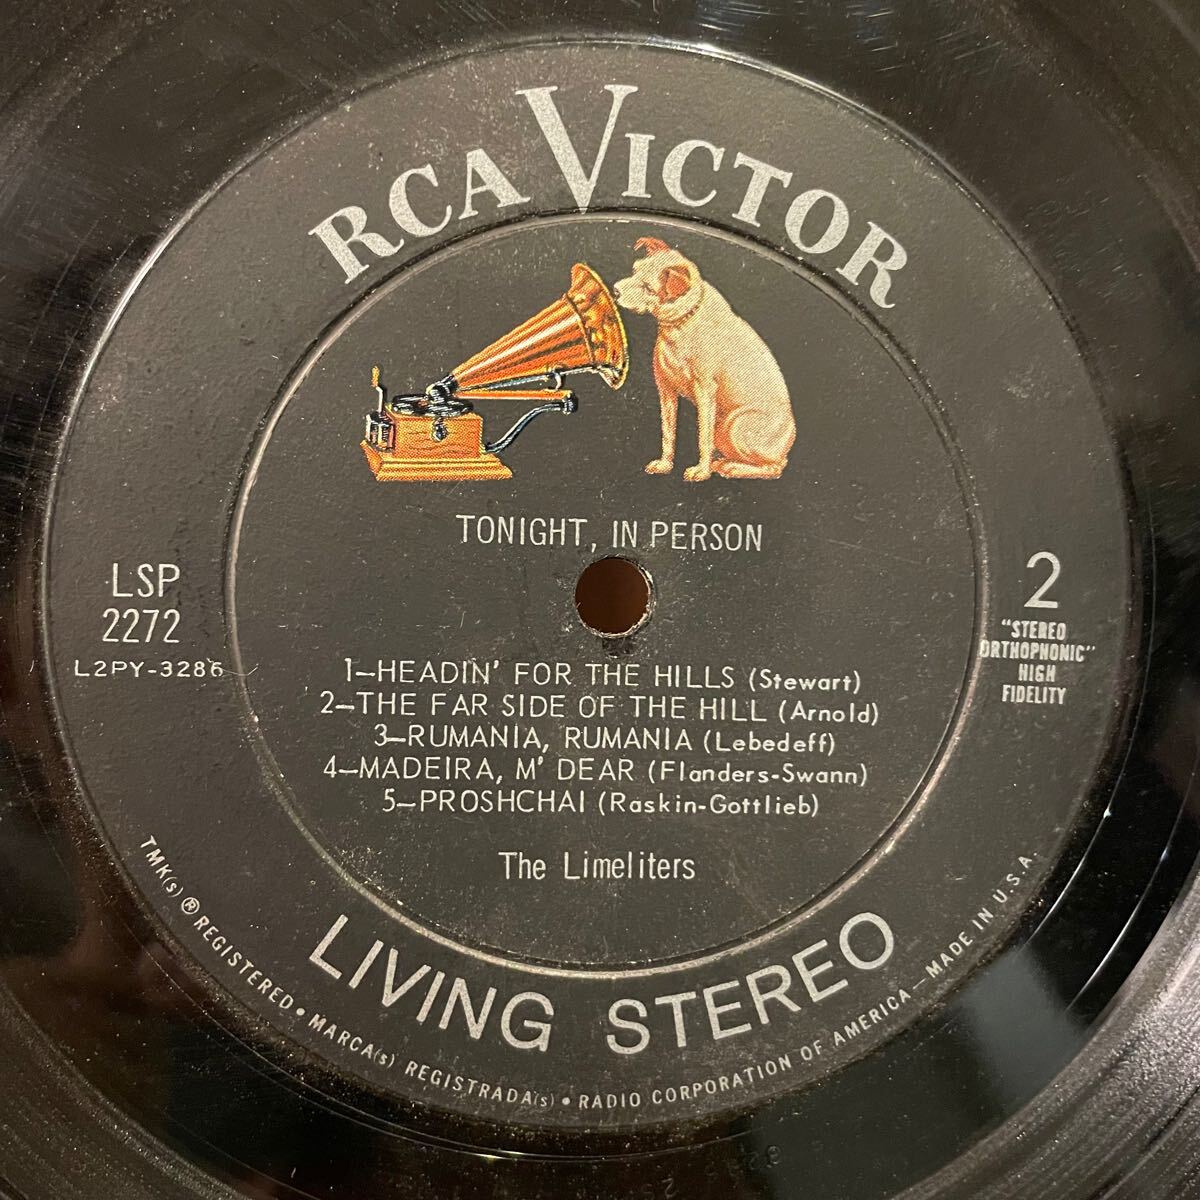 RCA VICTOR
TONIGHT, IN PERSON
LSP
2272
L2PY-3286
2
"STEREO
ORTHOPHONIC"
HIGH
FIDELITY
1—HEADIN' FOR THE HILLS (Stewart)
2—THE FAR SIDE OF THE HILL (Arnold)
3—RUMANIA, RUMANIA (Lebedeff)
4—MADEIRA, M' DEAR (Flanders-Swann)
5—PROSHCHAI (Raskin-Gottlieb)
The Limeliters
LIVING STEREO
TMK(s) ® REGISTERED • MARCA(s) REGISTRADA(s) • RADIO CORPORATION OF AMERICA—MADE IN U.S.A.